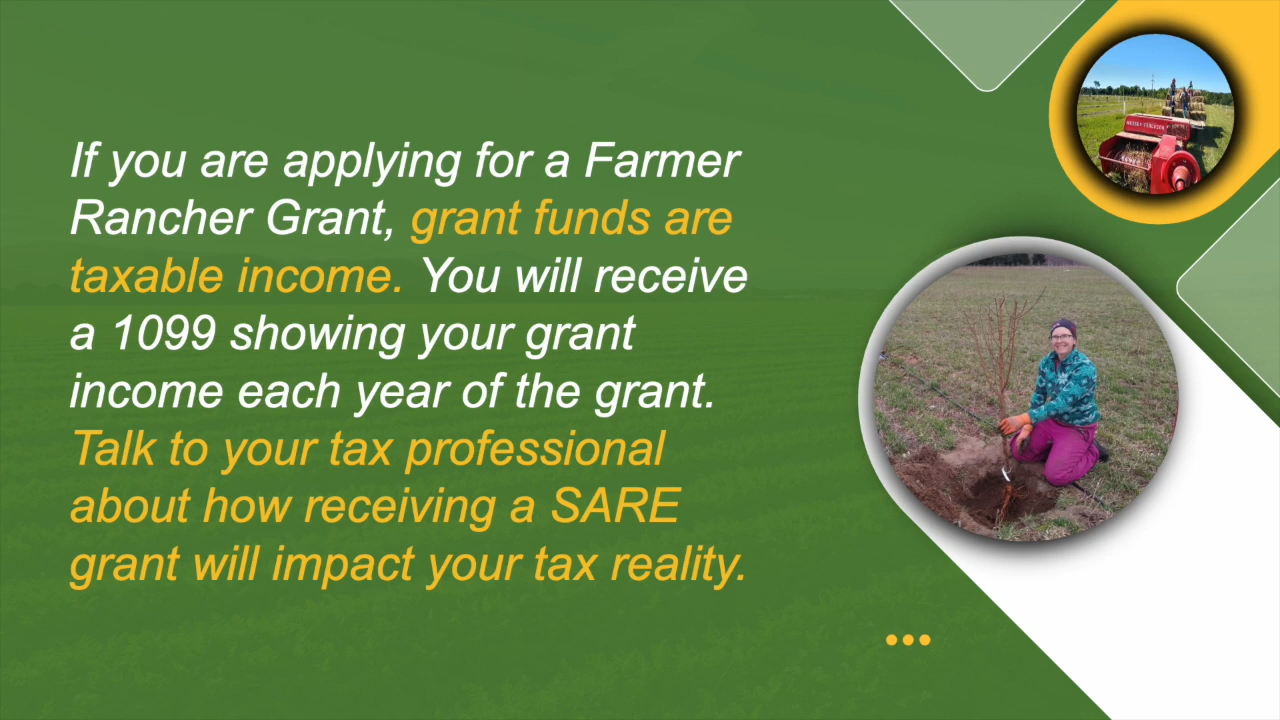 If you are applying for a Farmer
Rancher Grant, grant funds are
taxable income. You will receive
a 1099 showing your grant
income each year of the grant.
Talk to your tax professional
about how receiving a SARE
grant will impact your tax reality.
MASSEY FERGUSON